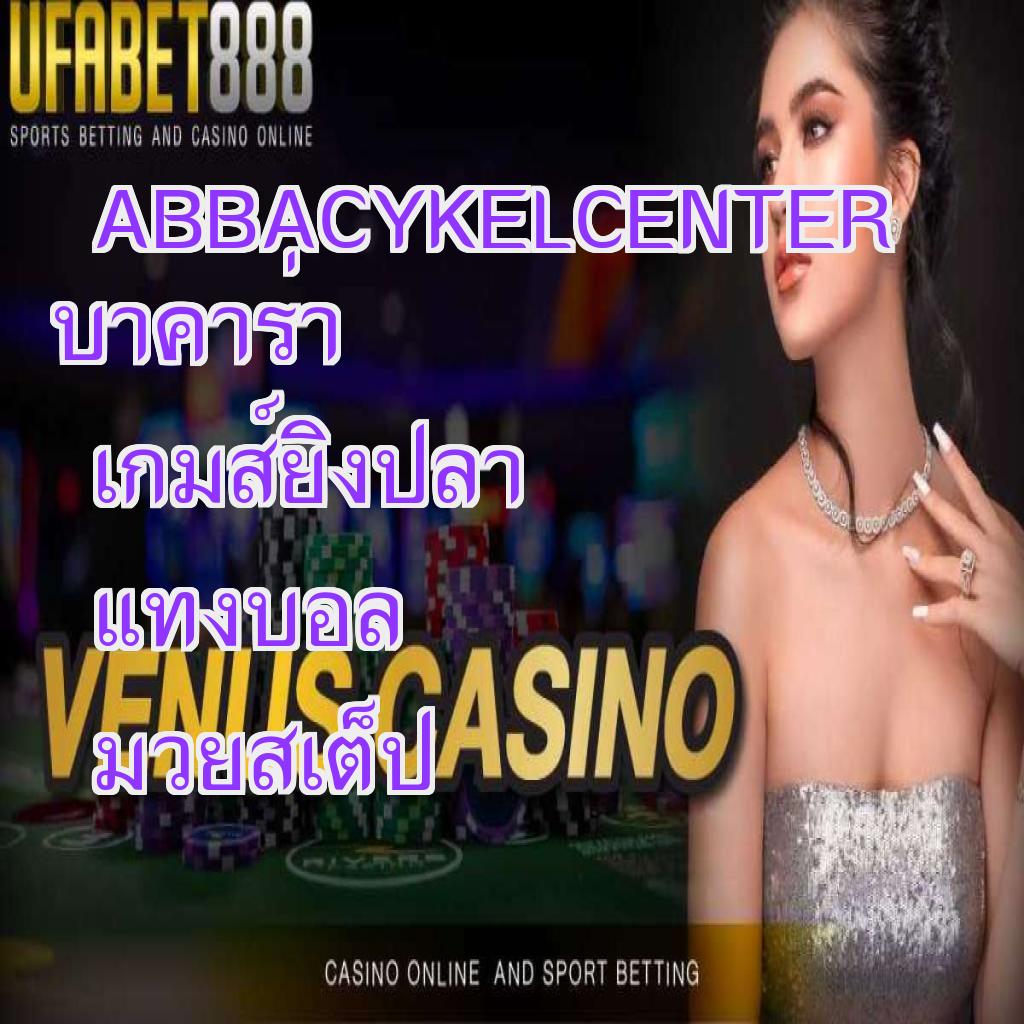 UFABET888
SPORTS BETTING AND CASINO ONLINE
ABBACYKELCENTER
บาคาร่า
เกมส์ยิงปลา
แทงบอล
VENUS CASINO
มวยสเต็ป
CASINO ONLINE AND SPORT BETTING